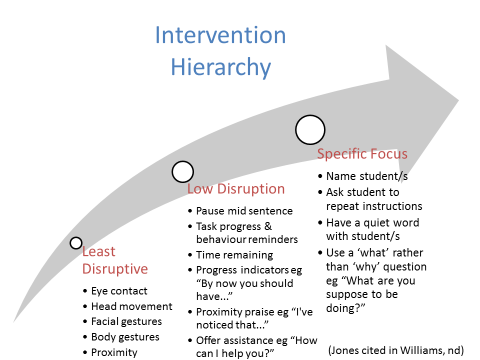 Intervention
Hierarchy
Least
Disruptive
• Eye contact
• Head movement
• Facial gestures
• Body gestures
• Proximity
Low Disruption
• Pause mid sentence
• Task progress &
behaviour reminders
• Time remaining
• Progress indicators eg
"By now you should
have..."
• Proximity praise eg "I've
noticed that..."
• Offer assistance eg "How
can I help you?"
Specific Focus
• Name student/s
• Ask student to
repeat instructions
• Have a quiet word
with student/s
• Use a 'what' rather
than 'why' question
eg "What are you
suppose to be
doing?"
(Jones cited in Williams, nd)